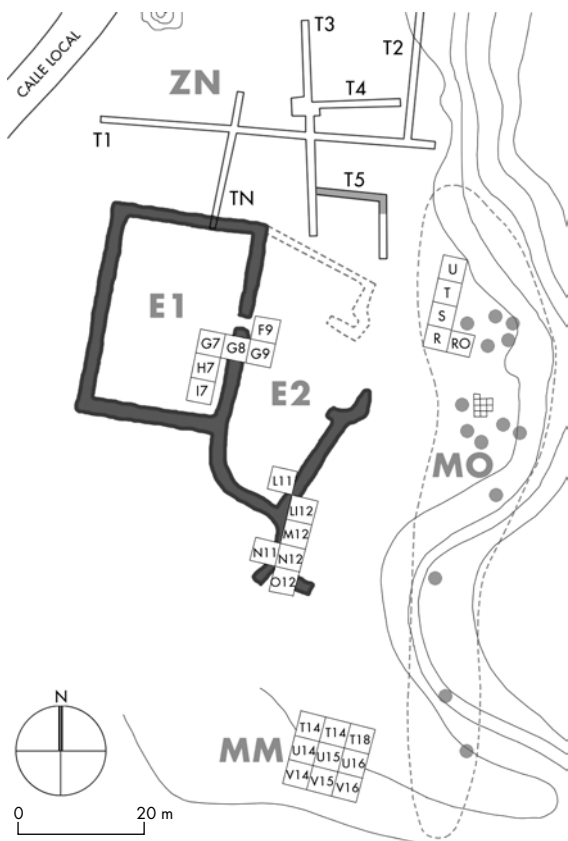 CALLE LOCAL
T3
T2
ZN
T4
T1
T5
TN
U
T
E1
F9
S
G7
G8
G9
R
RO
H7
I7
E2
MO
L11
LI12
M12
N11
N12
O12
N
MM
T14
T14
T18
U14
U15
U16
V14
V15
V16
0
20 m